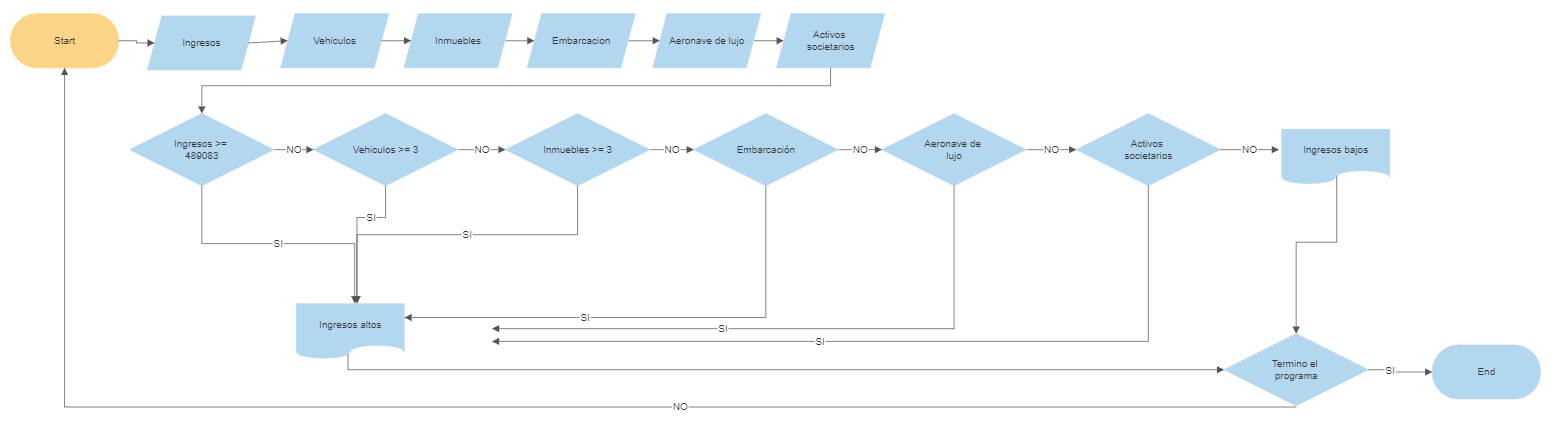 Start
Ingresos
Vehiculos
Inmuebles
Embarcacion
Aeronave de lujo
Activos
societarios
Ingresos >=
489083
NO
Vehiculos >= 3
NO
Inmuebles >= 3
NO
Embarcación
NO
Aeronave de
lujo
NO
Activos
societarios
NO
Ingresos bajos
SI
SI
SI
SI
SI
SI
Ingresos altos
Termino el
programa
SI
End
NO